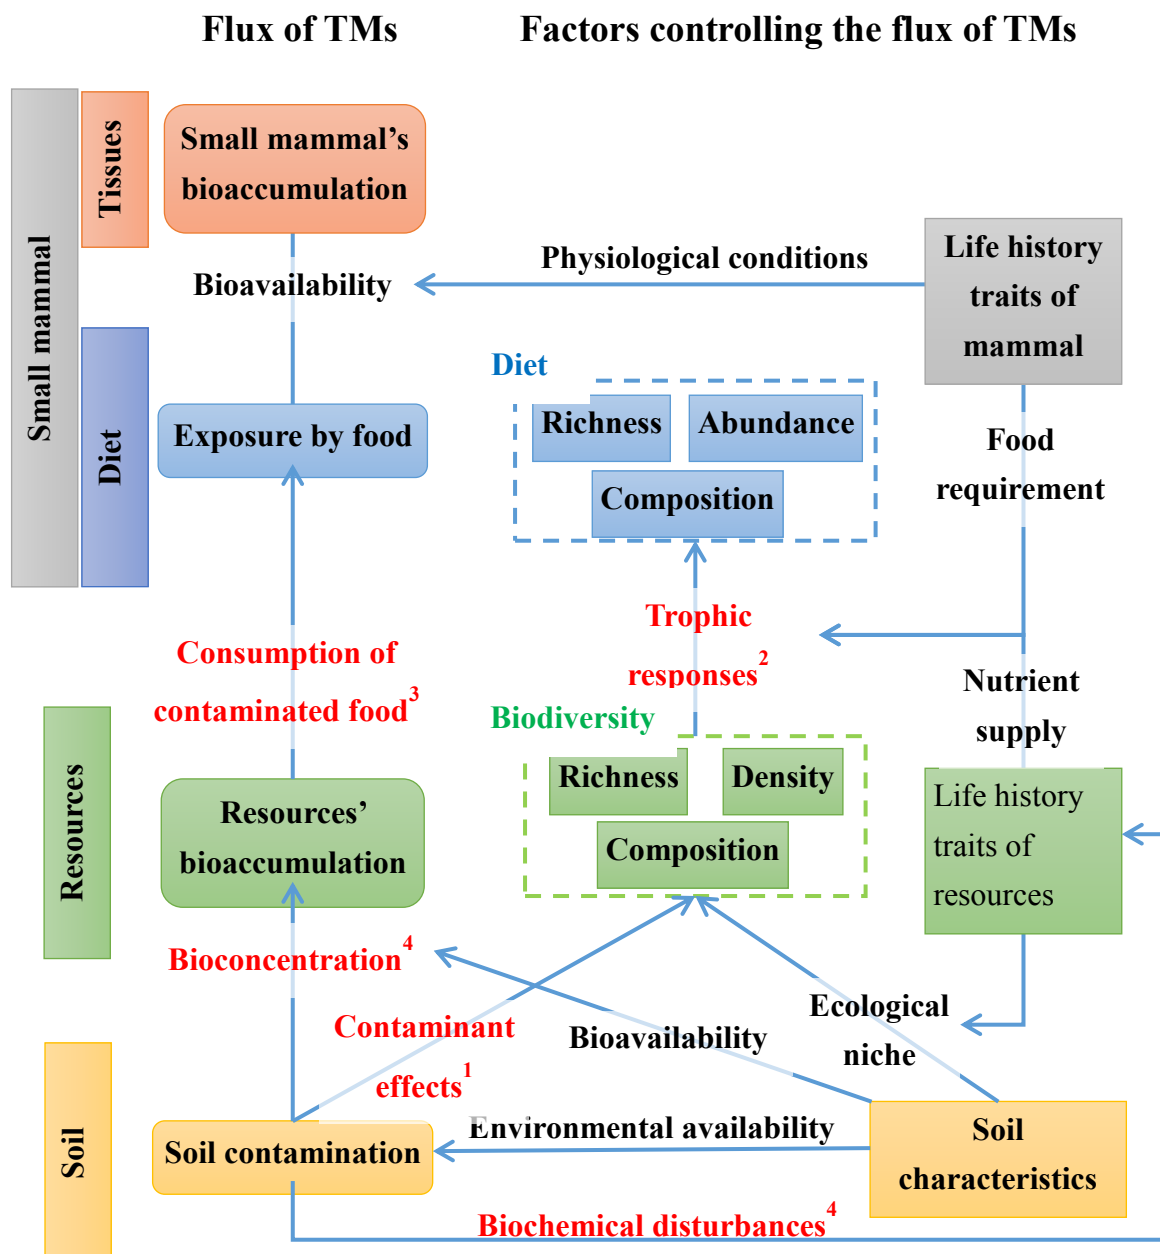 Flux of TMs
Factors controlling the flux of TMs
Small mammal
Tissues
Small mammal's
bioaccumulation
Bioavailability
Physiological conditions
Life history
traits of
mammal
Diet
Exposure by food
Diet
Richness
Abundance
Composition
Food
requirement
Consumption of
contaminated food³
Trophic
responses²
Nutrient
supply
Resources
Resources'
bioaccumulation
Biodiversity
Richness
Density
Composition
Life history
traits of
resources
Bioconcentration⁴
Contaminant
effects¹
Bioavailability
Ecological
niche
Soil
Soil contamination
Environmental availability
Soil
characteristics
Biochemical disturbances⁴